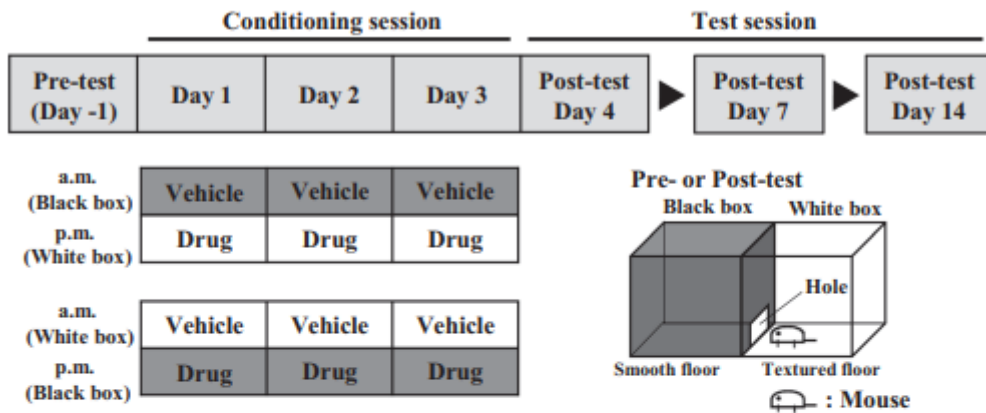 Conditioning session
Test session
Pre-test
(Day -1)
Day 1
Day 2
Day 3
Post-test
Day 4
Post-test
Day 7
Post-test
Day 14
a.m.
(Black box)
Vehicle
Vehicle
Vehicle
p.m.
(White box)
Drug
Drug
Drug
a.m.
(White box)
Vehicle
Vehicle
Vehicle
p.m.
(Black box)
Drug
Drug
Drug
Pre- or Post-test
Black box
White box
Hole
Smooth floor
Textured floor
: Mouse